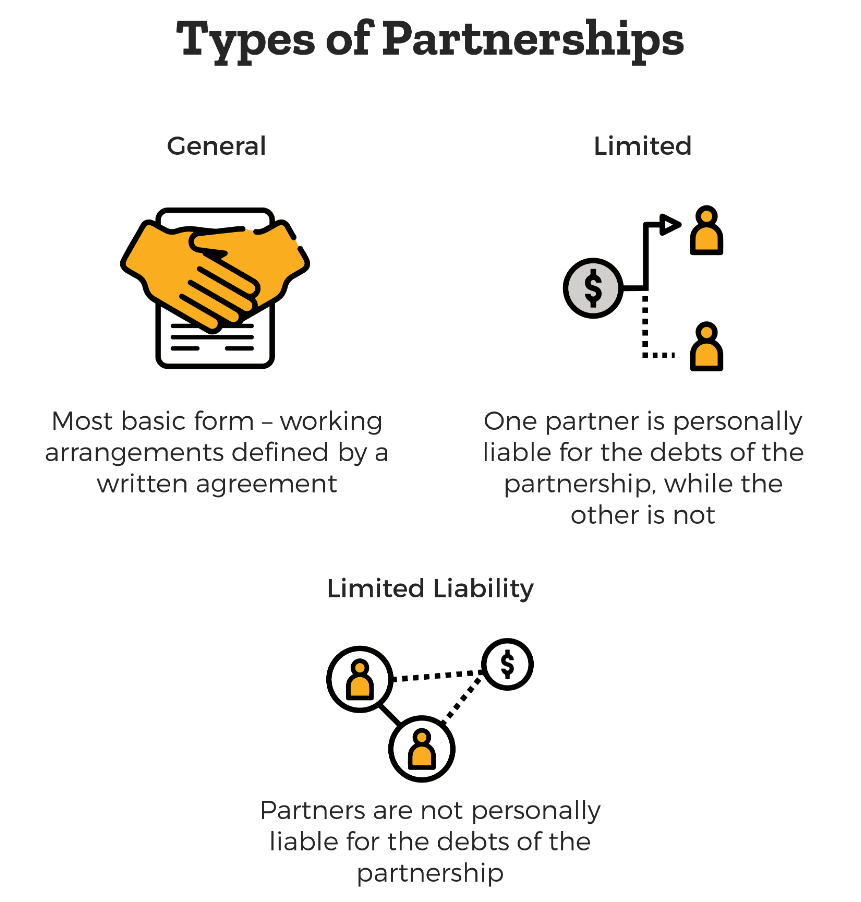 Types of Partnerships
General
Most basic form – working
arrangements defined by a
written agreement
Limited
$
One partner is personally
liable for the debts of the
partnership, while the
other is not
Limited Liability
$
Partners are not personally
liable for the debts of the
partnership